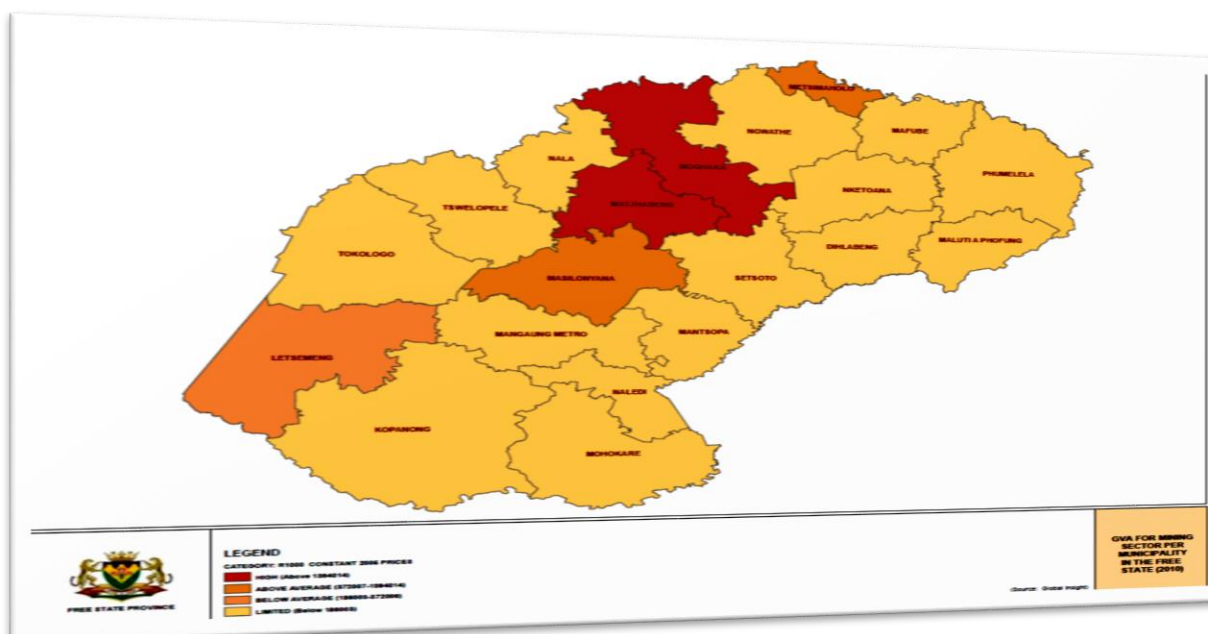 METSIMAHOLO
NGWATHE
MAFUBE
NALA
MOQHAKA
PHUMELELA
NKETOANA
MATJHABENG
TSWELOPELE
MALUTI A PHOFUNG
DIHLABENG
TOKOLOGO
MASILONYANA
SETSOTO
MANGAUNG METRO
MANTSOPA
LETSEMENG
NALEDI
KOPANONG
MOHOKARE
LEGEND
CATEGORY: R1000 CONSTANT 2005 PRICES
HIGH (Above 1394014)
ABOVE AVERAGE
BELOW AVERAGE
LIMITED
FREE STATE PROVINCE
(Source: Global Insight)
GVA FOR MINING
SECTOR PER
MUNICIPALITY
IN THE FREE
STATE (2010)